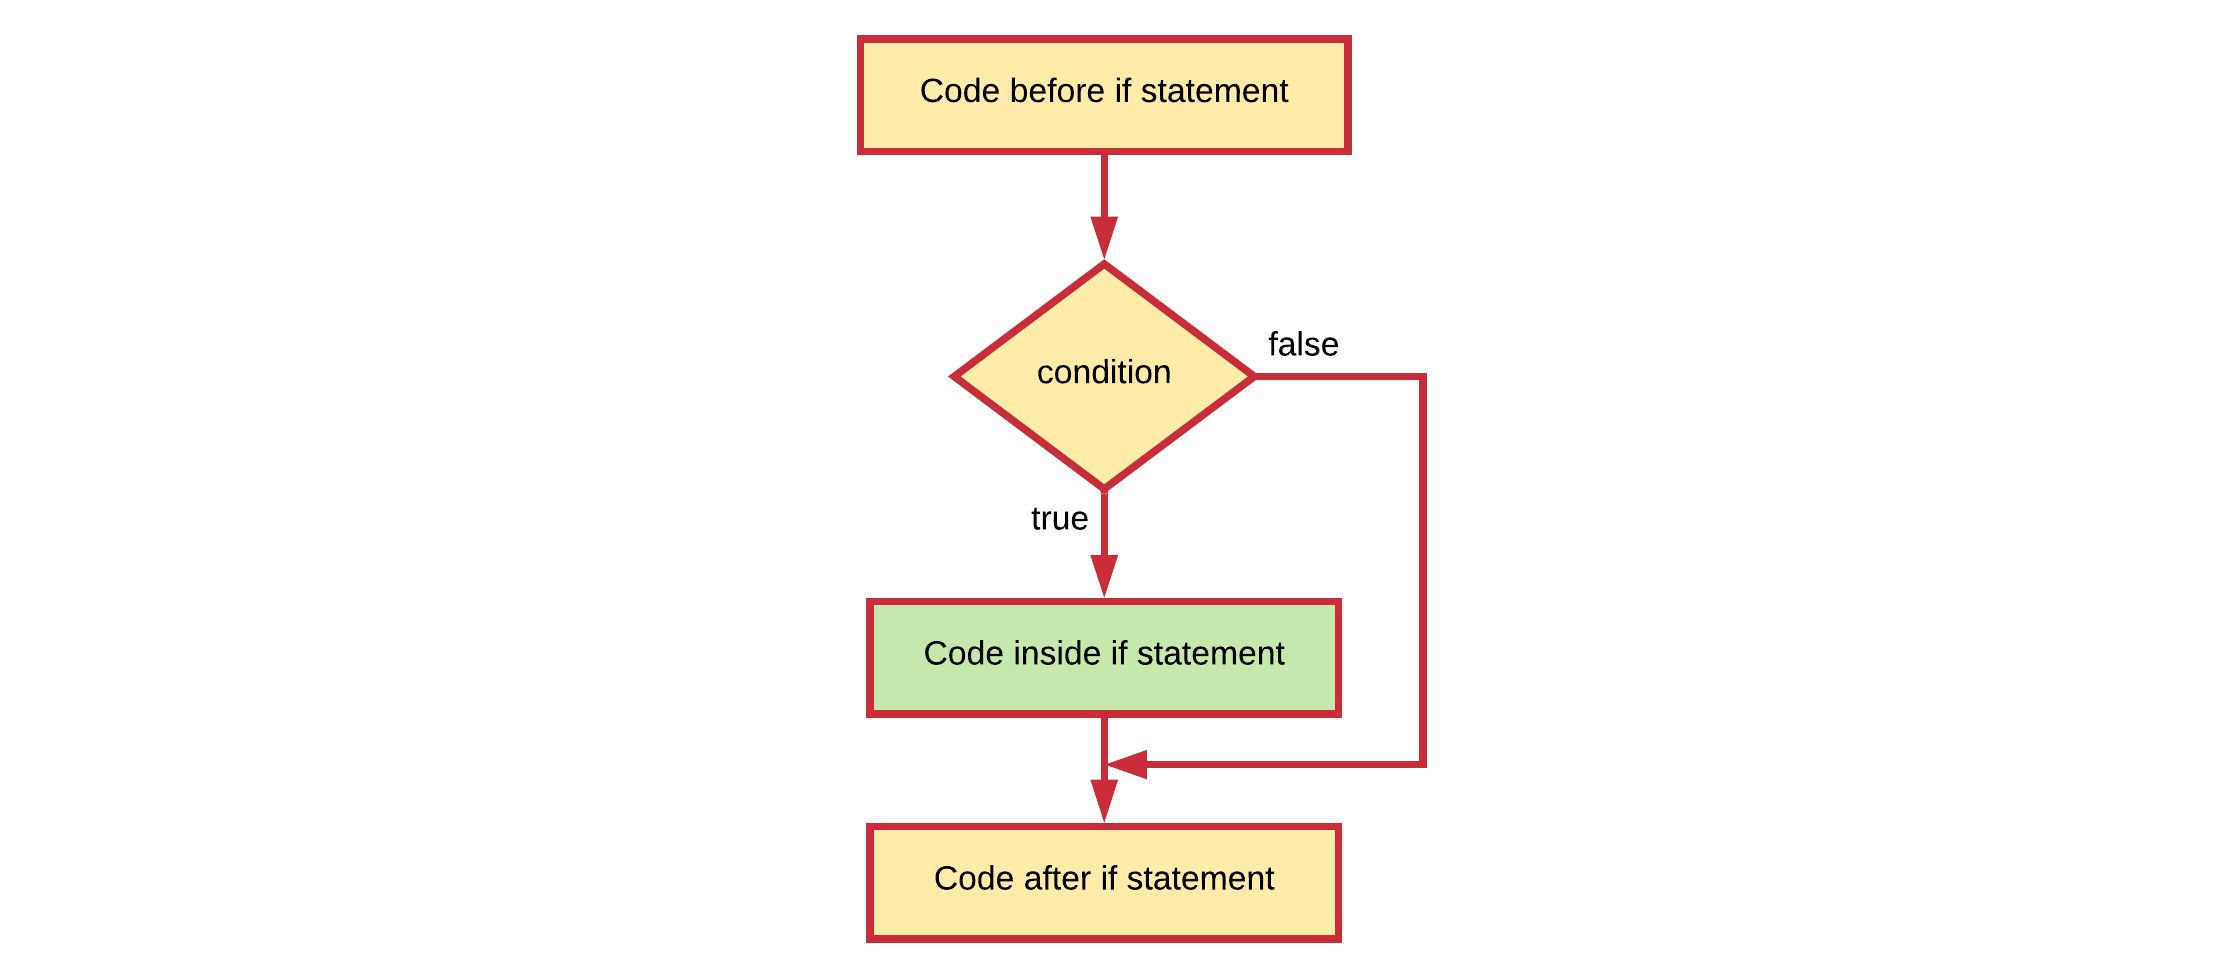 Code before if statement
condition
false
true
Code inside if statement
Code after if statement